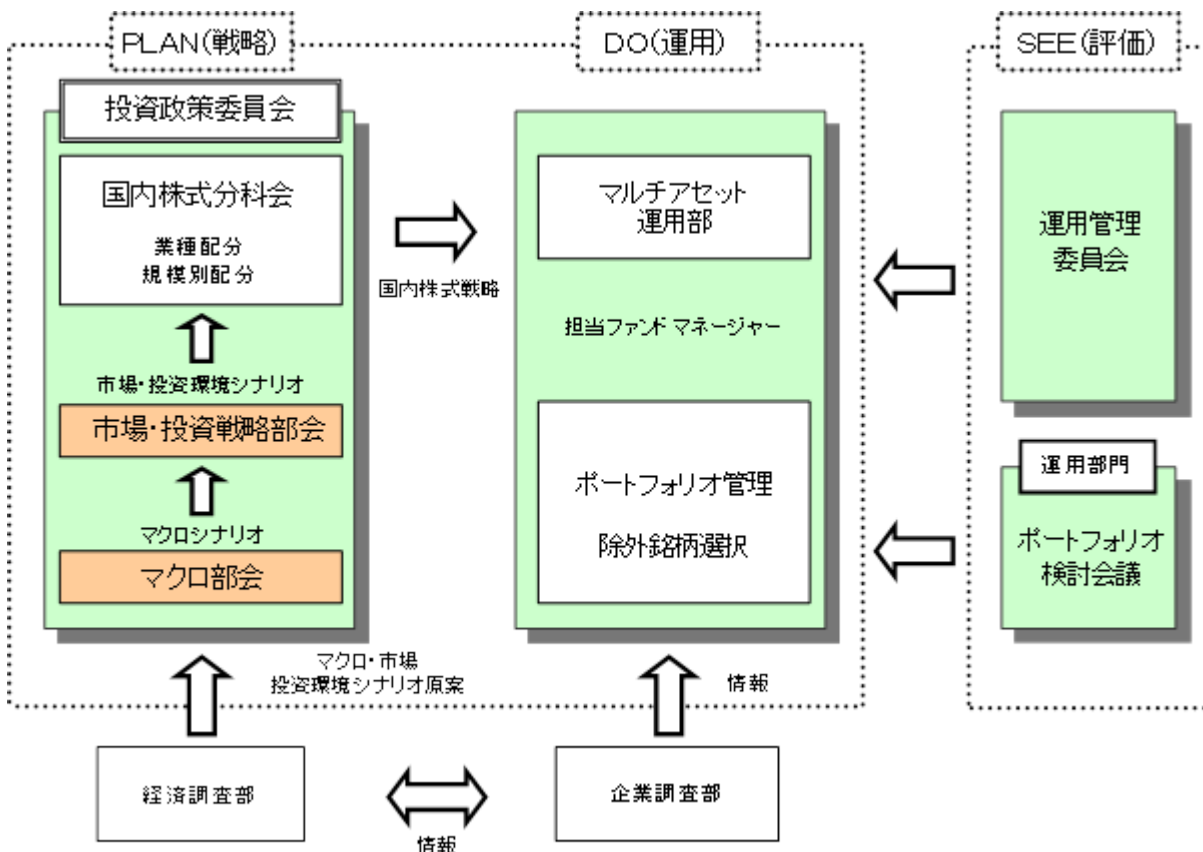 PLAN(戦略)
DO(運用)
SEE(評価)
投資政策委員会
国内株式分科会
業種配分
規模別配分
市場・投資環境シナリオ
市場・投資戦略部会
マクロシナリオ
マクロ部会
国内株式戦略
マルチアセット
運用部
担当ファンドマネージャー
ポートフォリオ管理
除外銘柄選択
運用管理
委員会
運用部門
ポートフォリオ
検討会議
マクロ・市場
投資環境シナリオ原案
情報
経済調査部
情報
企業調査部